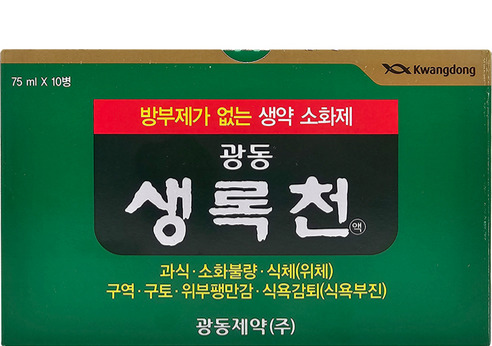 75 ml X 10병
Kwangdong
방부제가 없는 생약 소화제
광동
생록천 액
과식·소화불량·식체(위체)
구역·구토·위부팽만감·식욕감퇴(식욕부진)
광동제약(주)